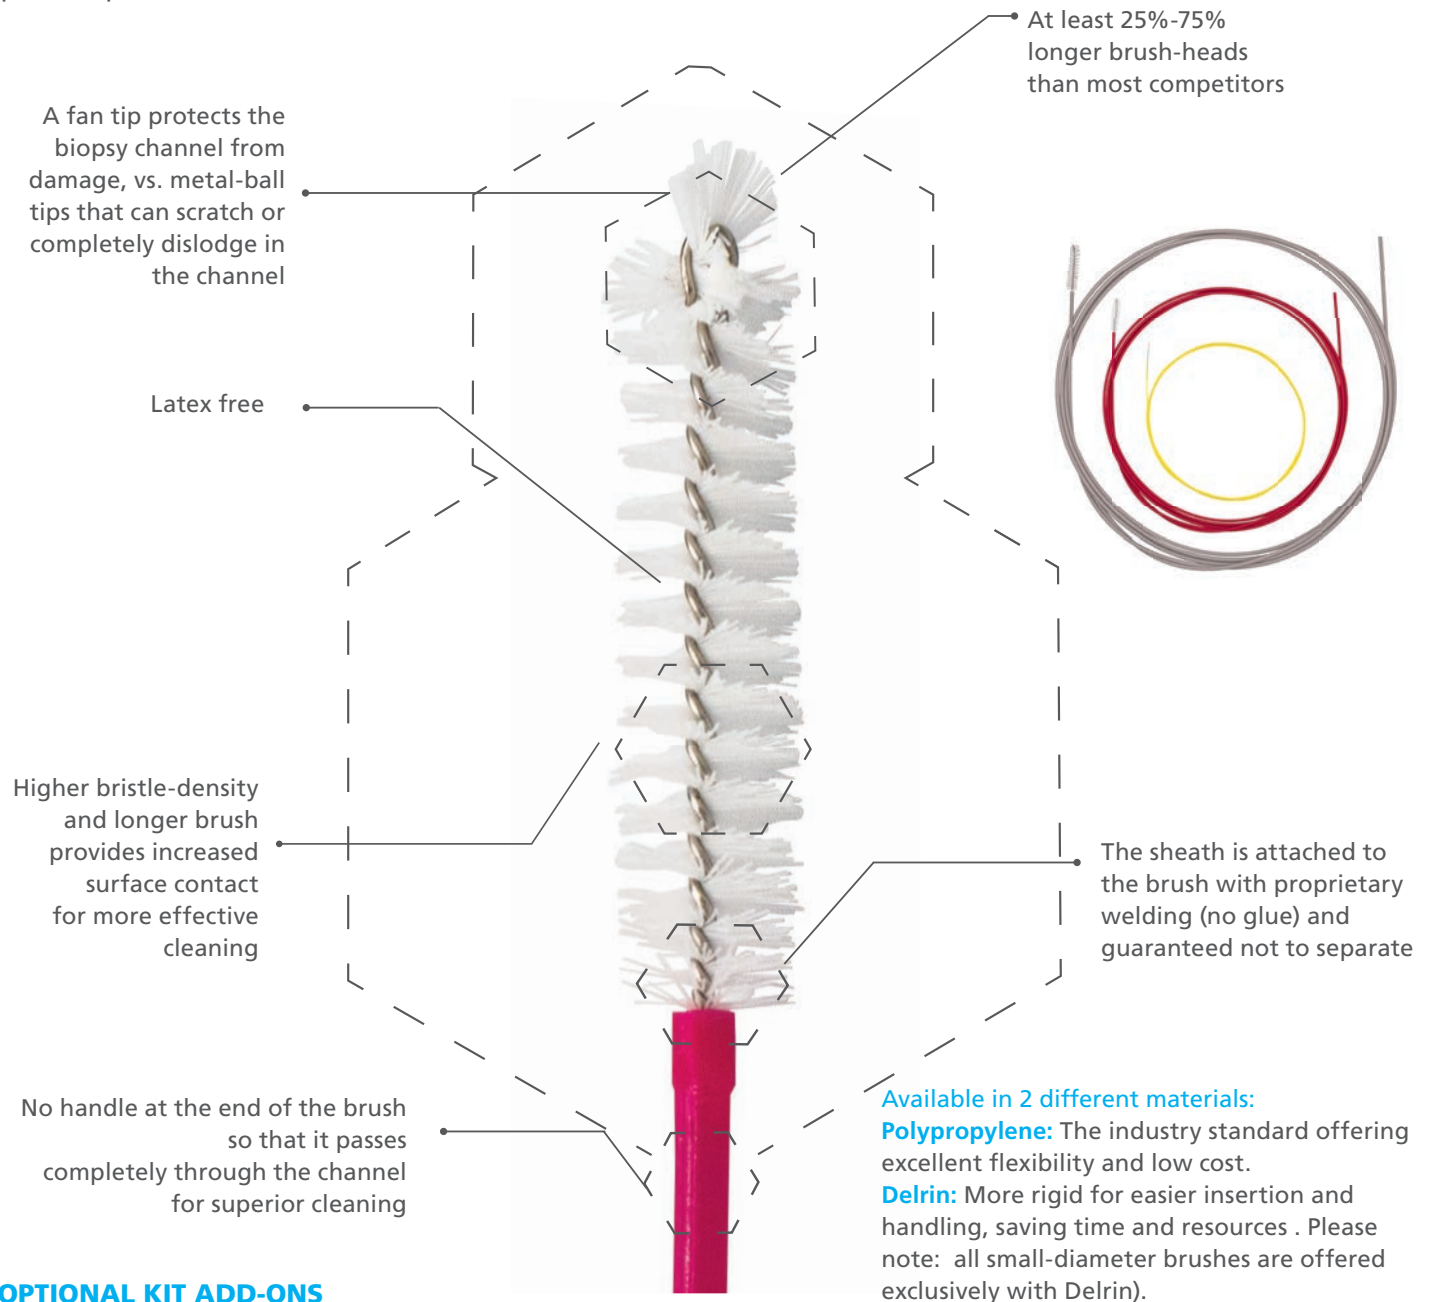 At least 25%-75%
longer brush-heads
than most competitors
A fan tip protects the
biopsy channel from
damage, vs. metal-ball
tips that can scratch or
completely dislodge in
the channel
Latex free
Higher bristle-density
and longer brush
provides increased
surface contact
for more effective
cleaning
The sheath is attached to
the brush with proprietary
welding (no glue) and
guaranteed not to separate
No handle at the end of the brush
so that it passes
completely through the channel
for superior cleaning
Available in 2 different materials:
Polypropylene: The industry standard offering
excellent flexibility and low cost.
Delrin: More rigid for easier insertion and
handling, saving time and resources . Please
note:  all small-diameter brushes are offered
exclusively with Delrin).
OPTIONAL KIT ADD-ONS